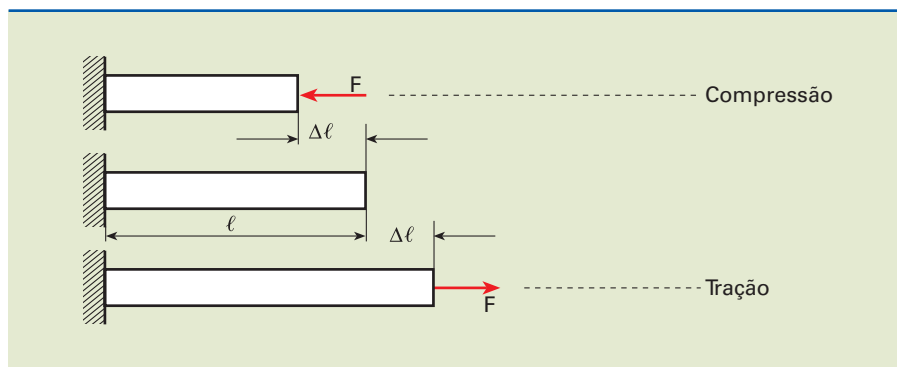 F
Compressão
Δℓ
ℓ
Δℓ
F
Tração